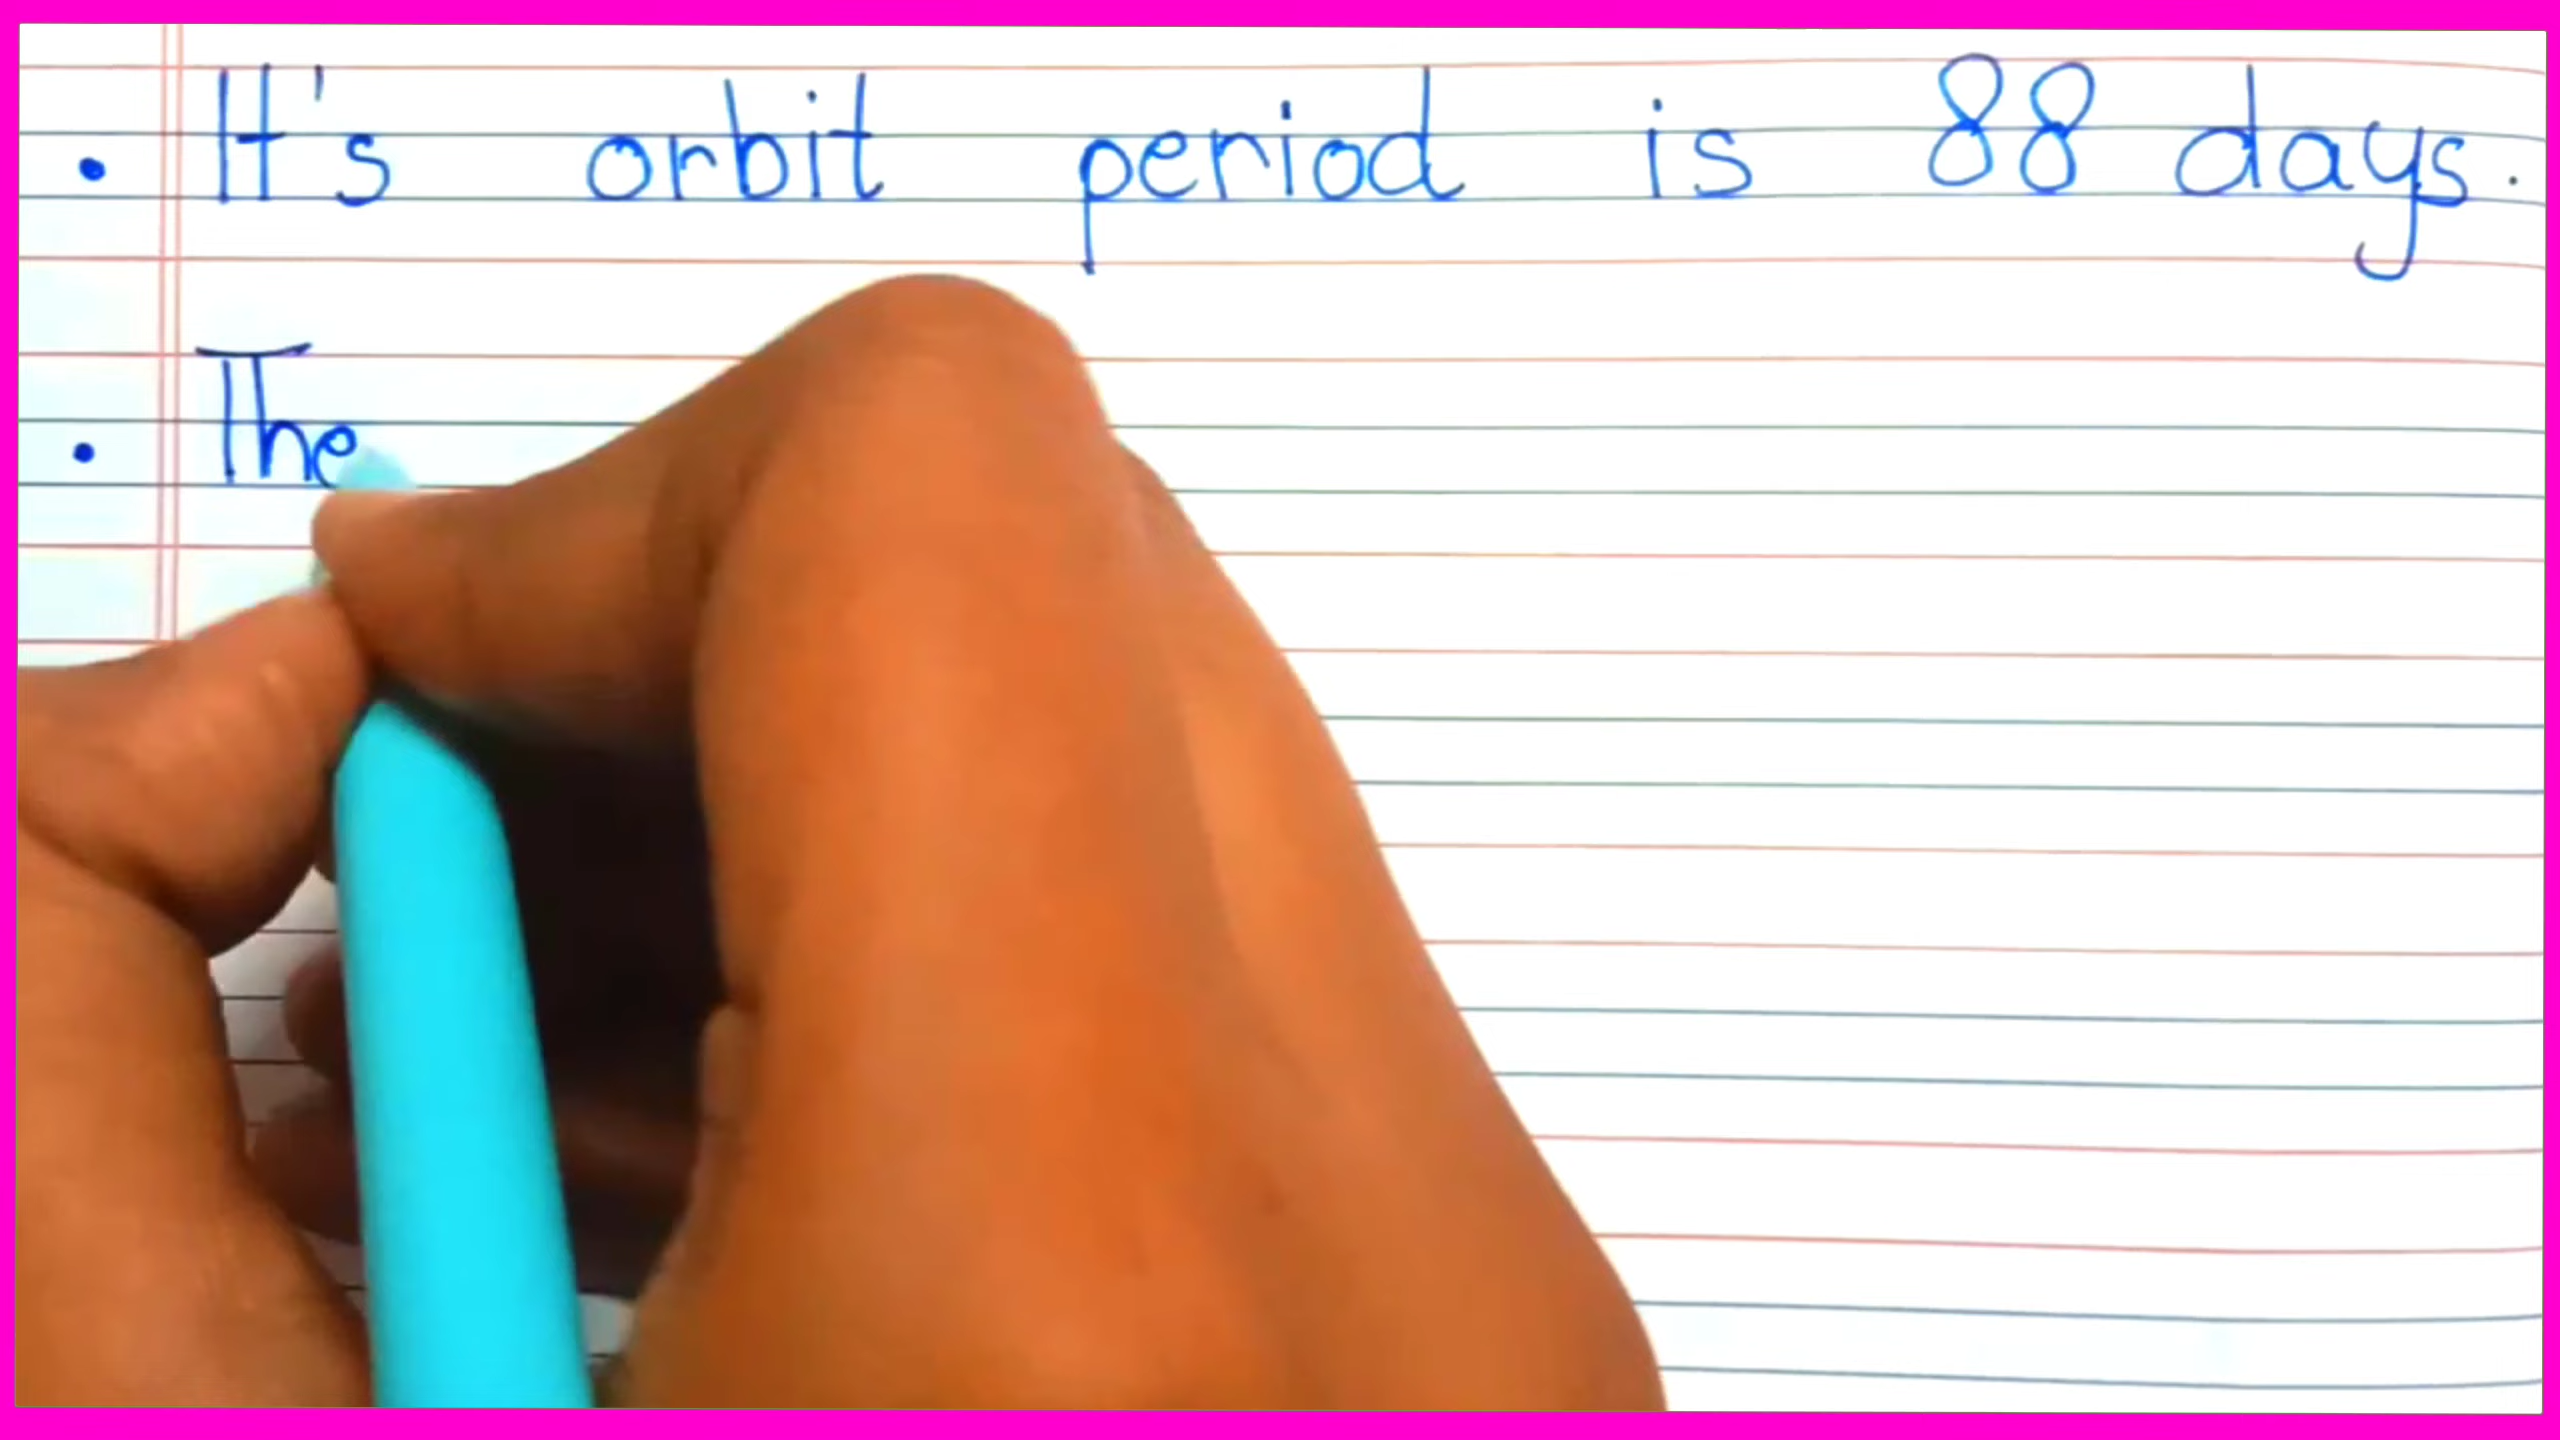 • It's orbit period is 88 days.
• The